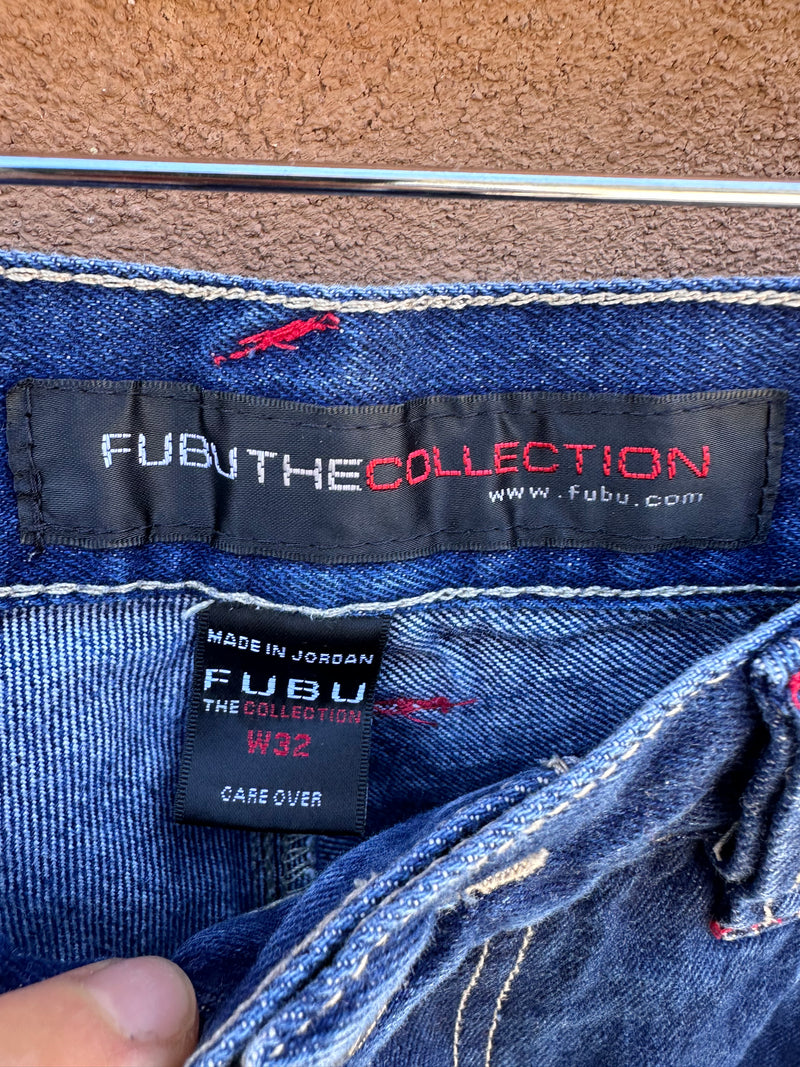 FUBUTHECOLLECTION
www.fubu.com
MADE IN JORDAN
FUBU
THE COLLECTION
W32
CARE OVER